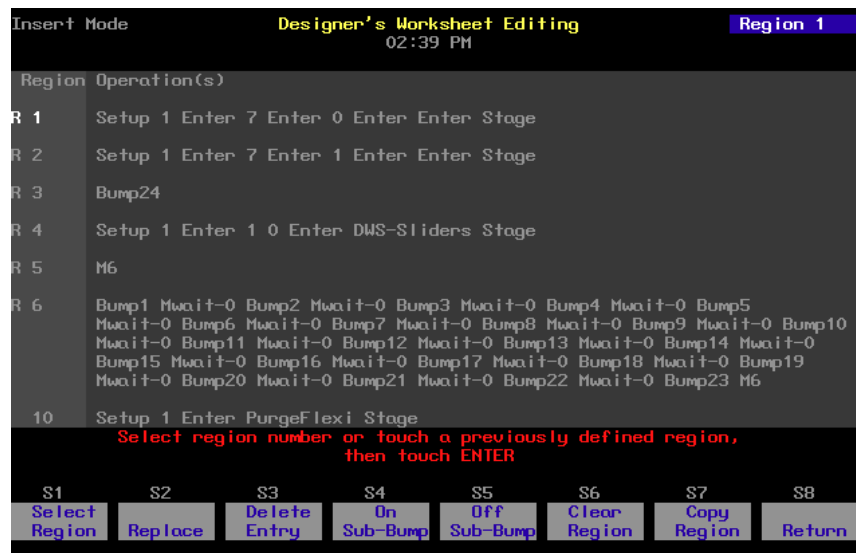 Insert Mode Designer's Worksheet Editing Region 1
02:39 PM
Region Operation(s)
R 1 Setup 1 Enter 7 Enter 0 Enter Enter Stage
R 2 Setup 1 Enter 7 Enter 1 Enter Enter Stage
R 3 Bump24
R 4 Setup 1 Enter 1 0 Enter DWS-Sliders Stage
R 5 M6
R 6 Bump1 Mwait-0 Bump2 Mwait-0 Bump3 Mwait-0 Bump4 Mwait-0 Bump5
Mwait-0 Bump6 Mwait-0 Bump7 Mwait-0 Bump8 Mwait-0 Bump9 Mwait-0 Bump10
Mwait-0 Bump11 Mwait-0 Bump12 Mwait-0 Bump13 Mwait-0 Bump14 Mwait-0
Bump15 Mwait-0 Bump16 Mwait-0 Bump17 Mwait-0 Bump18 Mwait-0 Bump19
Mwait-0 Bump20 Mwait-0 Bump21 Mwait-0 Bump22 Mwait-0 Bump23 M6
10 Setup 1 Enter PurgeFlexi Stage
Select region number or touch a previously defined region,
then touch ENTER
S1 S2 S3 S4 S5 S6 S7 S8
Select Delete On Off Clear Copy
Region Replace Entry Sub-Bump Sub-Bump Region Region Return